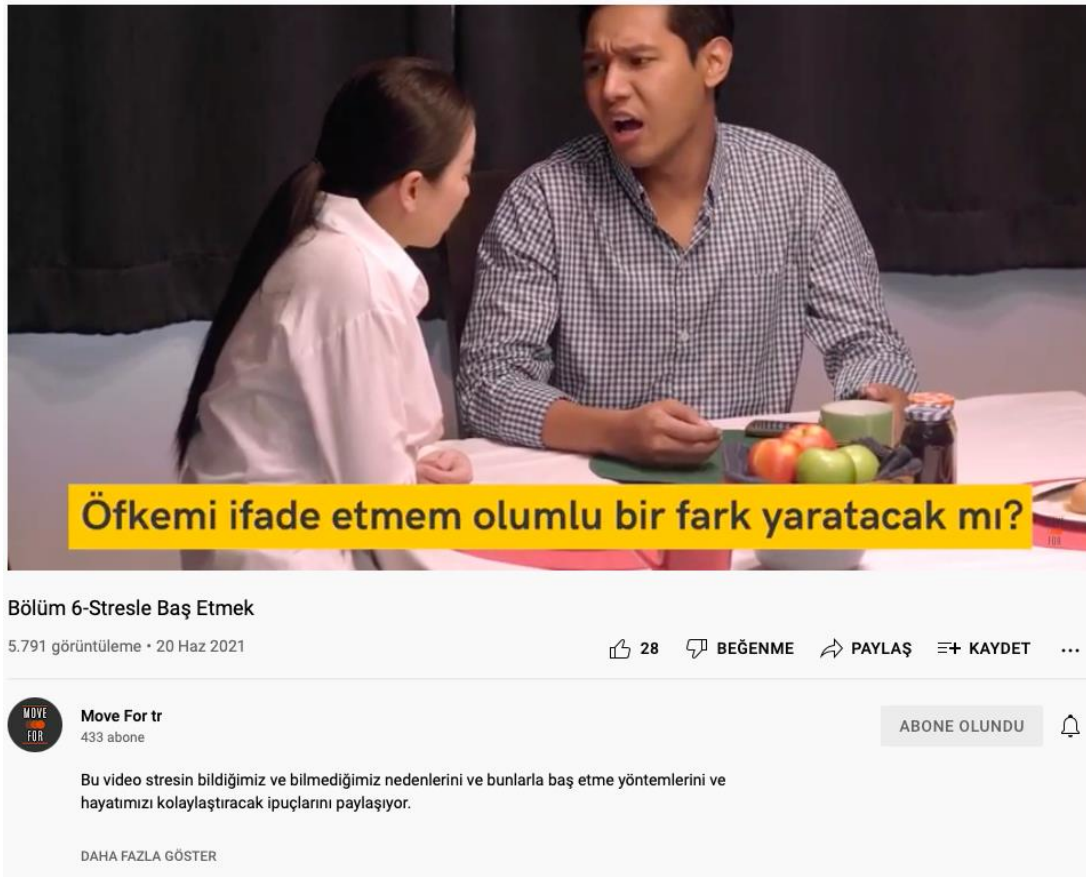 Öfkemi ifade etmem olumlu bir fark yaratacak mı?
FOR
Bölüm 6-Stresle Baş Etmek
5.791 görüntüleme • 20 Haz 2021
28 BEĞENME PAYLAŞ KAYDET ...
MOVE
FOR
Move For tr
433 abone
ABONE OLUNDU
Bu video stresin bildiğimiz ve bilmediğimiz nedenlerini ve bunlarla baş etme yöntemlerini ve
hayatımızı kolaylaştıracak ipuçlarını paylaşıyor.
DAHA FAZLA GÖSTER